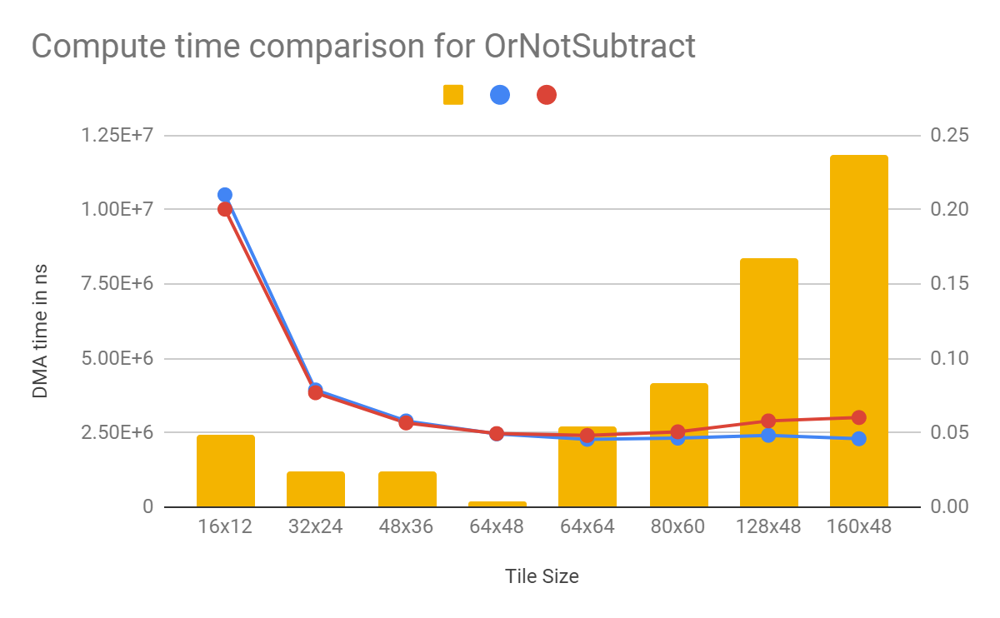 Compute time comparison for OrNotSubtract
1.25E+7
1.00E+7
7.50E+6
5.00E+6
2.50E+6
0
DMA time in ns
0.25
0.20
0.15
0.10
0.05
0.00
16x12 32x24 48x36 64x48 64x64 80x60 128x48 160x48
Tile Size